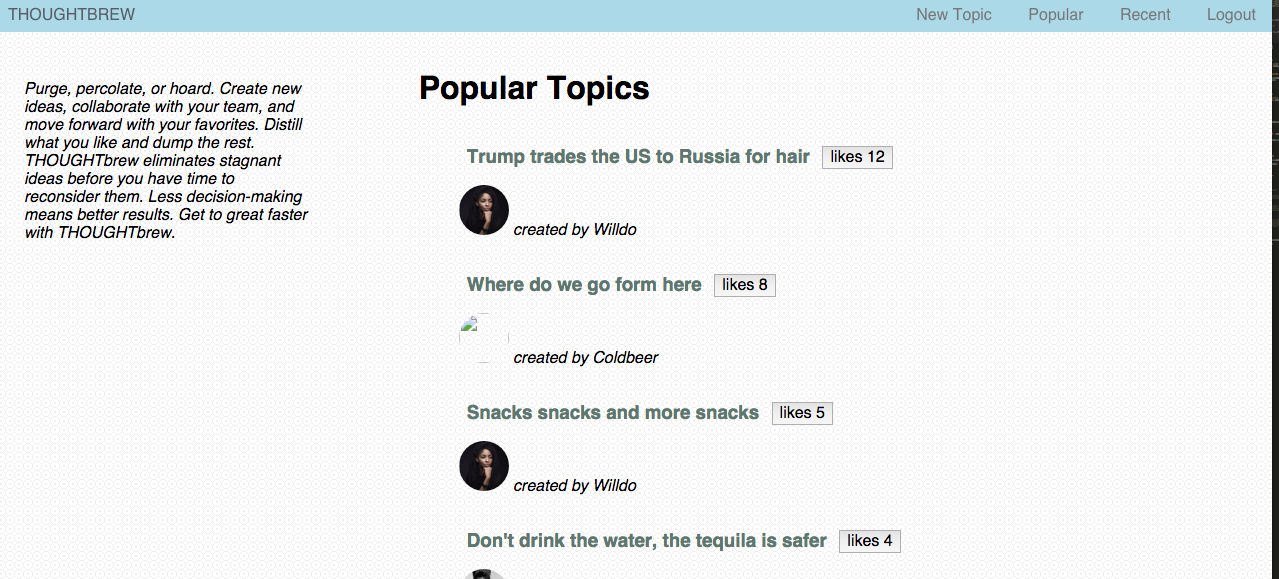 THOUGHTBREW New Topic Popular Recent Logout
Purge, percolate, or hoard. Create new
ideas, collaborate with your team, and
move forward with your favorites. Distill
what you like and dump the rest.
THOUGHTbrew eliminates stagnant
ideas before you have time to
reconsider them. Less decision-making
means better results. Get to great faster
with THOUGHTbrew.
Popular Topics
Trump trades the US to Russia for hair likes 12
created by Willdo
Where do we go form here likes 8
created by Coldbeer
Snacks snacks and more snacks likes 5
created by Willdo
Don't drink the water, the tequila is safer likes 4